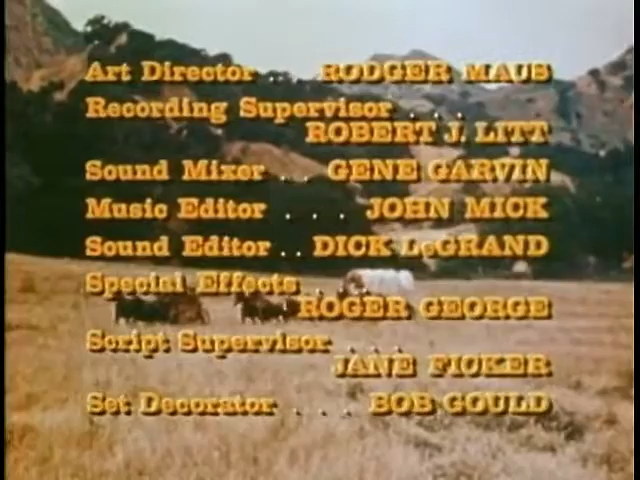 Art Director . . . RODGER MAUS
Recording Supervisor . . .
ROBERT J. LITT
Sound Mixer . . . GENE GARVIN
Music Editor . . . JOHN MICK
Sound Editor . . DICK LeGRAND
Special Effects . . .
ROGER GEORGE
Script Supervisor . . .
JANE FICKER
Set Decorator . . . BOB GOULD